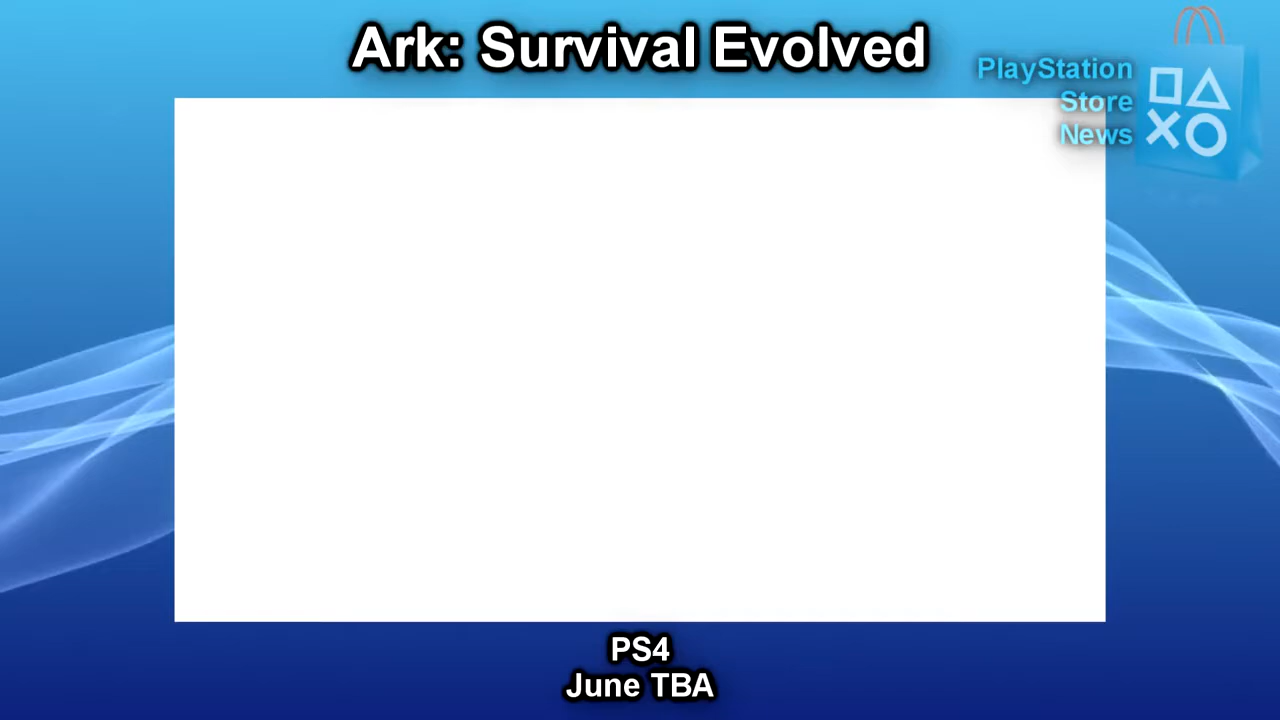 Ark: Survival Evolved
PlayStation
Store
News
PS4
June TBA